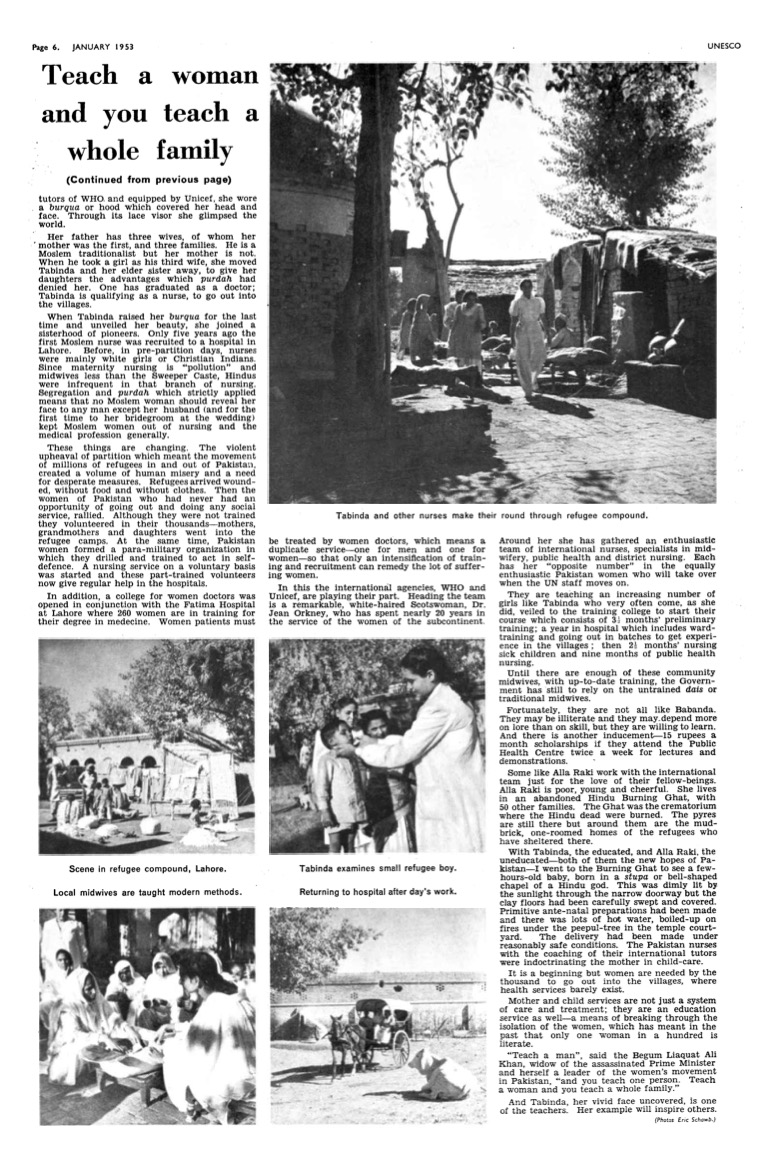 Page 6. JANUARY 1953
UNESCO
Teach a woman
and you teach a
whole family
(Continued from previous page)
tutors of WHO and equipped by Unicef, she wore
a burqua or hood which covered her head and
face. Through its lace visor she glimpsed the
world.
Her father has three wives, of whom her
mother was the first, and three families. He is a
Moslem traditionalist but her mother is not.
When he took a girl as his third wife, she moved
Tabinda and her elder sister away, to give her
daughters the advantages which purdah had
denied her. One has graduated as a doctor;
Tabinda is qualifying as a nurse, to go out into
the villages.
When Tabinda raised her burqua for the last
time and unveiled her beauty, she joined a
sisterhood of pioneers. Only five years ago the
first Moslem nurse was recruited to a hospital in
Lahore. Before, in pre-partition days, nurses
were mainly white girls or Christian Indians.
Since maternity nursing is "pollution" and
midwives less than the Sweeper Caste, Hindus
were infrequent in that branch of nursing.
Segregation and purdah which strictly applied
means that no Moslem woman should reveal her
face to any man except her husband (and for the
first time to her bridegroom at the wedding)
kept Moslem women out of nursing and the
medical profession generally.
These things are changing. The violent
upheaval of partition which meant the movement
of millions of refugees in and out of Pakistan,
created a volume of human misery and a need
for desperate measures. Refugees arrived wound-
ed, without food and without clothes. Then the
women of Pakistan who had never had an
opportunity of going out and doing any social
service, rallied. Although they were not trained
they volunteered in their thousands—mothers,
grandmothers and daughters went into the
refugee camps. At the same time, Pakistan
women formed a para-military organization in
which they drilled and trained to act in self-
defence. A nursing service on a voluntary basis
was started and these part-trained volunteers
now give regular help in the hospitals.
In addition, a college for women doctors was
opened in conjunction with the Fatima Hospital
at Lahore where 260 women are in training for
their degree in medecine. Women patients must
Tabinda and other nurses make their round through refugee compound.
be treated by women doctors, which means a
duplicate service—one for men and one for
women—so that only an intensification of train-
ing and recruitment can remedy the lot of suffer-
ing women.
In this the international agencies, WHO and
Unicef, are playing their part. Heading the team
is a remarkable, white-haired Scotswoman, Dr.
Jean Orkney, who has spent nearly 20 years in
the service of the women of the subcontinent.
Around her she has gathered an enthusiastic
team of international nurses, specialists in mid-
wifery, public health and district nursing. Each
has her "opposite number" in the equally
enthusiastic Pakistan women who will take over
when the UN staff moves on.
They are teaching an increasing number of
girls like Tabinda who very often come, as she
did, veiled to the training college to start their
course which consists of 3½ months' preliminary
training; a year in hospital which includes ward-
training and going out in batches to get experi-
ence in the villages; then 2½ months' nursing
sick children and nine months of public health
nursing.
Until there are enough of these community
midwives, with up-to-date training, the Govern-
ment has still to rely on the untrained dais or
traditional midwives.
Fortunately, they are not all like Babanda.
They may be illiterate and they may depend more
on lore than on skill, but they are willing to learn.
And there is another inducement—15 rupees a
month scholarships if they attend the Public
Health Centre twice a week for lectures and
demonstrations.
Some like Alla Raki work with the international
team just for the love of their fellow-beings.
Alla Raki is poor, young and cheerful. She lives
in an abandoned Hindu Burning Ghat, with
50 other families. The Ghat was the crematorium
where the Hindu dead were burned. The pyres
are still there but around them are the mud-
brick, one-roomed homes of the refugees who
have sheltered there.
With Tabinda, the educated, and Alla Raki, the
uneducated—both of them the new hopes of Pa-
kistan—I went to the Burning Ghat to see a few-
hours-old baby, born in a stupa or bell-shaped
chapel of a Hindu god. This was dimly lit by
the sunlight through the narrow doorway but the
clay floors had been carefully swept and covered.
Primitive ante-natal preparations had been made
and there was lots of hot water, boiled-up on
fires under the peepul-tree in the temple court-
yard. The delivery had been made under
reasonably safe conditions. The Pakistan nurses
with the coaching of their international tutors
were indoctrinating the mother in child-care.
It is a beginning but women are needed by the
thousand to go out into the villages, where
health services barely exist.
Mother and child services are not just a system
of care and treatment; they are an education
service as well—a means of breaking through the
isolation of the women, which has meant in the
past that only one woman in a hundred is
literate.
"Teach a man", said the Begum Liaquat Ali
Khan, widow of the assassinated Prime Minister
and herself a leader of the women's movement
in Pakistan, "and you teach one person. Teach
a woman and you teach a whole family."
And Tabinda, her vivid face uncovered, is one
of the teachers. Her example will inspire others.
(Photos Eric Schwab.)
Scene in refugee compound, Lahore.
Tabinda examines small refugee boy.
Local midwives are taught modern methods.
Returning to hospital after day's work.